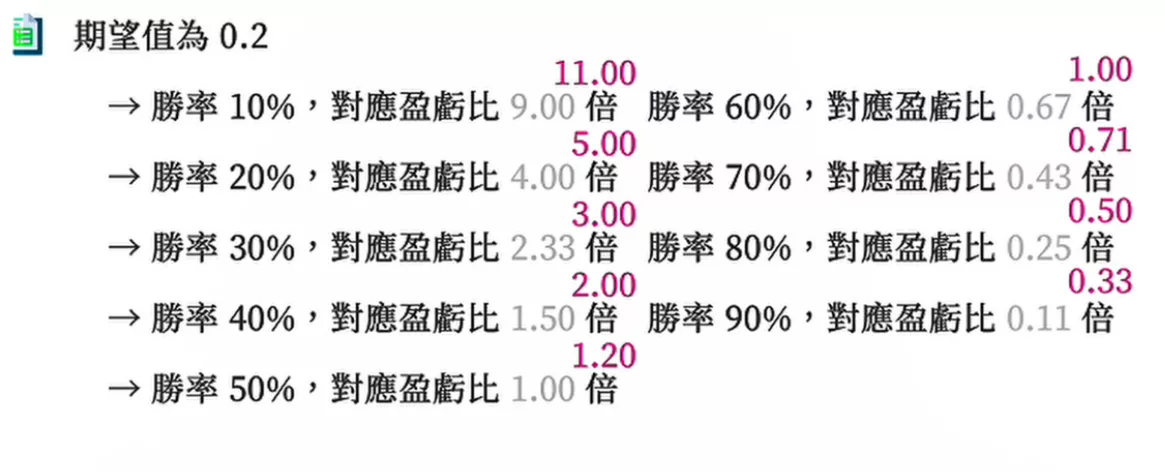 期望值為 0.2
11.00 1.00
→ 勝率 10%，對應盈虧比 9.00 倍 勝率 60%，對應盈虧比 0.67 倍
5.00 0.71
→ 勝率 20%，對應盈虧比 4.00 倍 勝率 70%，對應盈虧比 0.43 倍
3.00 0.50
→ 勝率 30%，對應盈虧比 2.33 倍 勝率 80%，對應盈虧比 0.25 倍
2.00 0.33
→ 勝率 40%，對應盈虧比 1.50 倍 勝率 90%，對應盈虧比 0.11 倍
1.20
→ 勝率 50%，對應盈虧比 1.00 倍